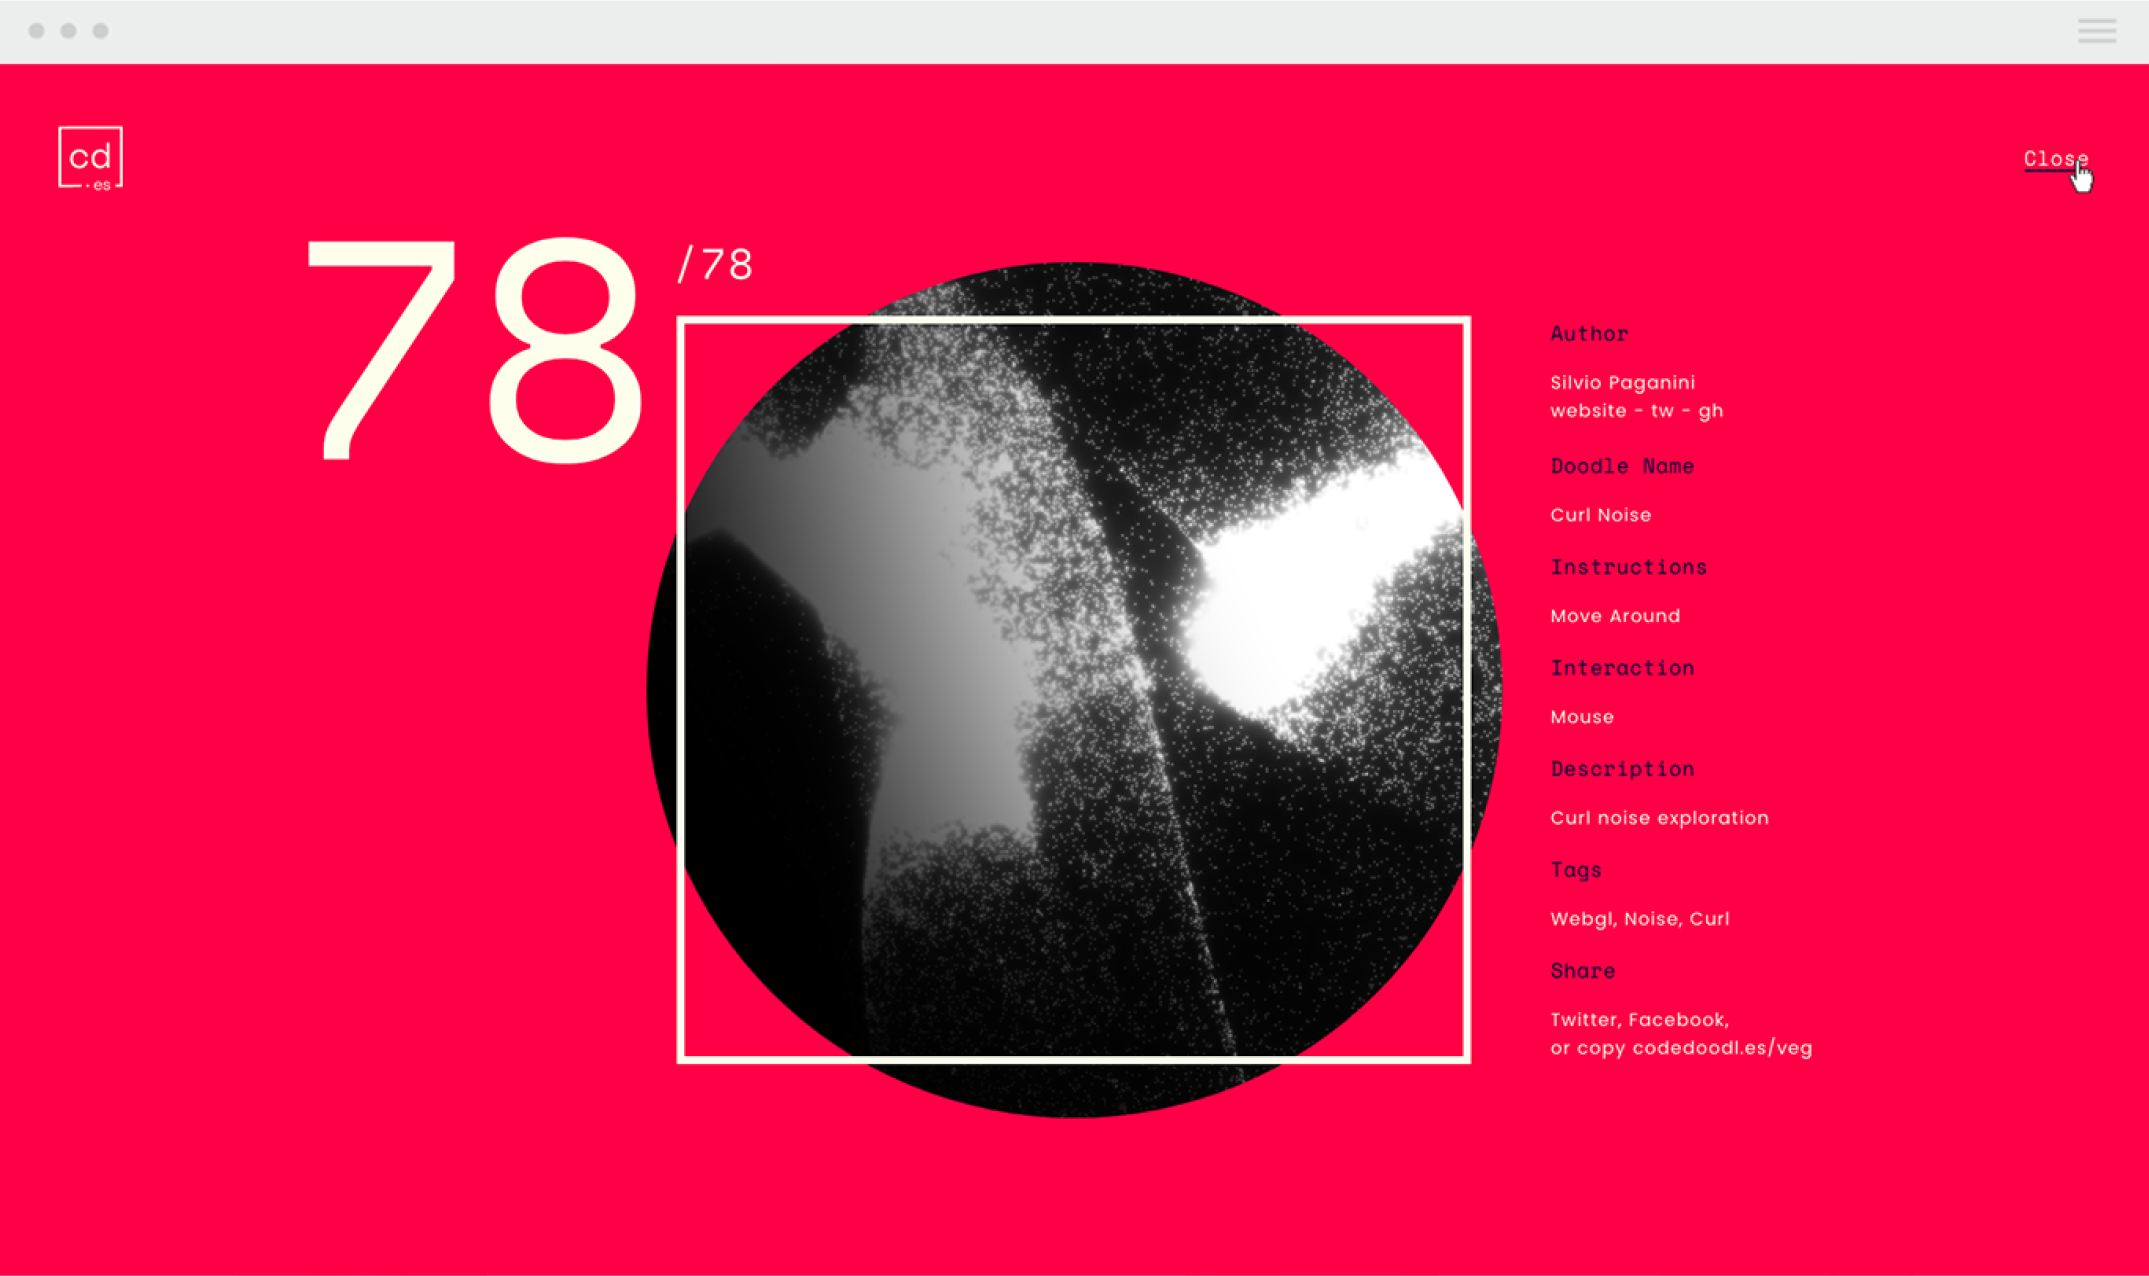 cd
.es
Close
78
/78
Author
Silvio Paganini
website - tw - gh
Doodle Name
Curl Noise
Instructions
Move Around
Interaction
Mouse
Description
Curl noise exploration
Tags
Webgl, Noise, Curl
Share
Twitter, Facebook,
or copy codedoodl.es/veg